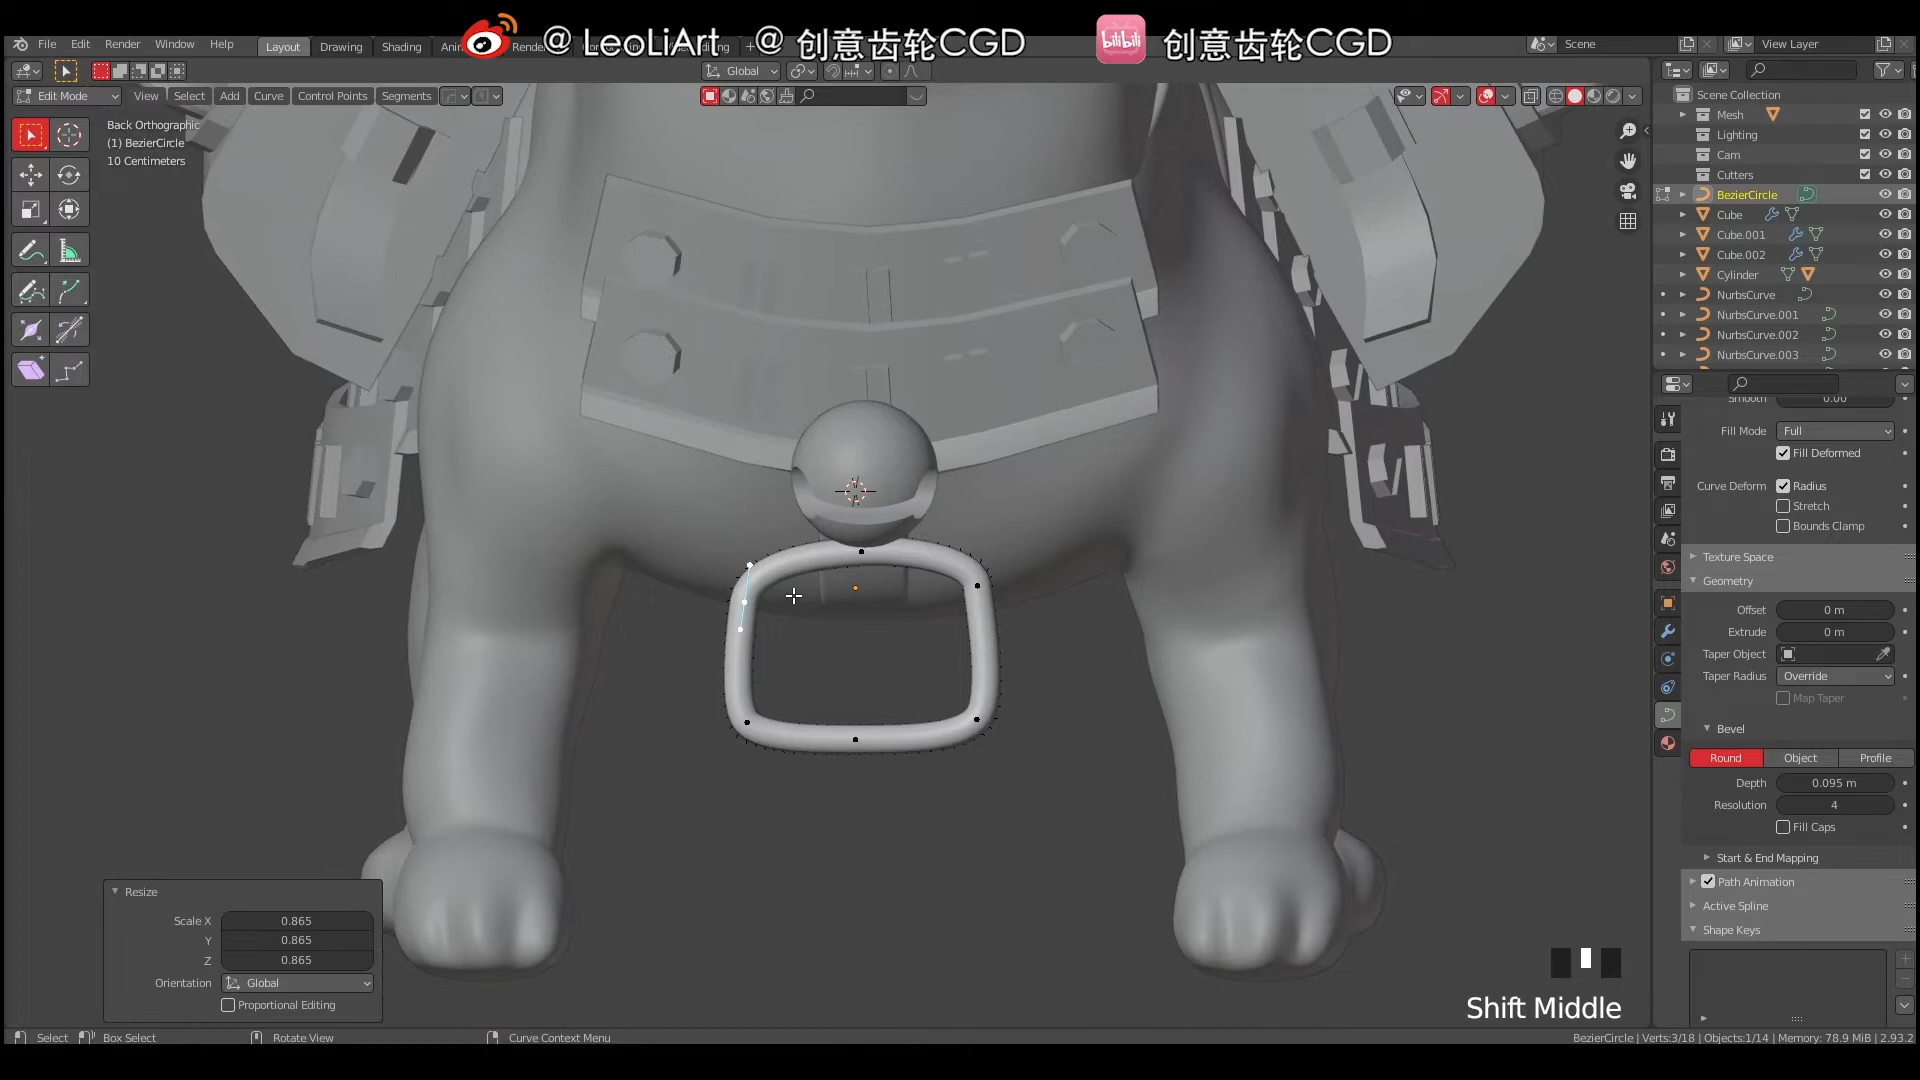 @ LeoLiArt @ 创意齿轮CGD
bilibili 创意齿轮CGD
File Edit Render Window Help Layout Drawing Shading
Scene View Layer
Global
Edit Mode View Select Add Curve Control Points Segments
Back Orthographic
(1) BezierCircle
10 Centimeters
Scene Collection
Mesh
Lighting
Cam
Cutters
BezierCircle
Cube
Cube.001
Cube.002
Cylinder
NurbsCurve
NurbsCurve.001
NurbsCurve.002
NurbsCurve.003
Smooth 0.00
Fill Mode Full
Fill Deformed
Curve Deform Radius
Stretch
Bounds Clamp
Texture Space
Geometry
Offset 0 m
Extrude 0 m
Taper Object
Taper Radius Override
Map Taper
Bevel
Round Object Profile
Depth 0.095 m
Resolution 4
Fill Caps
Start & End Mapping
Path Animation
Active Spline
Shape Keys
Resize
Scale X 0.865
Y 0.865
Z 0.865
Orientation Global
Proportional Editing
Shift Middle
Select Box Select Rotate View Curve Context Menu
BezierCircle | Verts:3/18 | Objects:1/14 | Memory: 78.9 MiB | 2.93.2